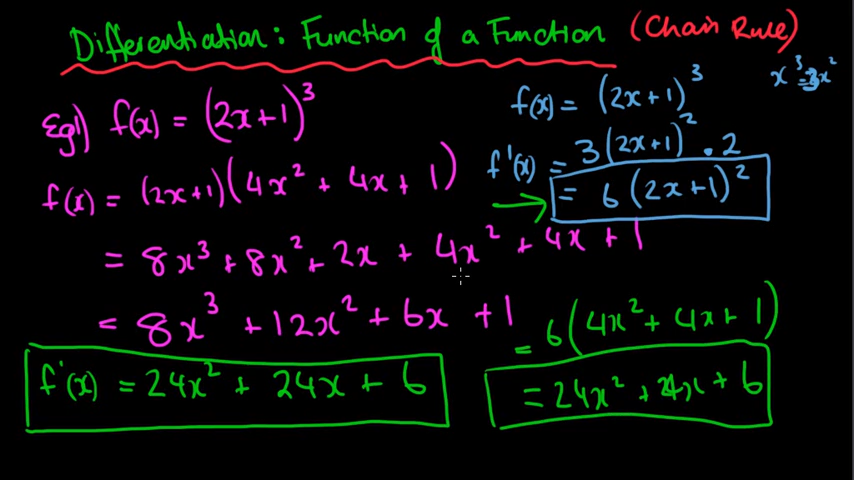 Differentiation: Function of a Function (Chain Rule)
Eg1) f(x) = (2x+1)³
f(x) = (2x+1)(4x² + 4x + 1)
= 8x³ + 8x² + 2x + 4x² + 4x + 1
= 8x³ + 12x² + 6x + 1
f'(x) = 24x² + 24x + 6
x³ = 3x²
f(x) = (2x+1)³
f'(x) = 3(2x+1)² . 2
= 6(2x+1)²
= 6(4x² + 4x + 1)
= 24x² + 24x + 6